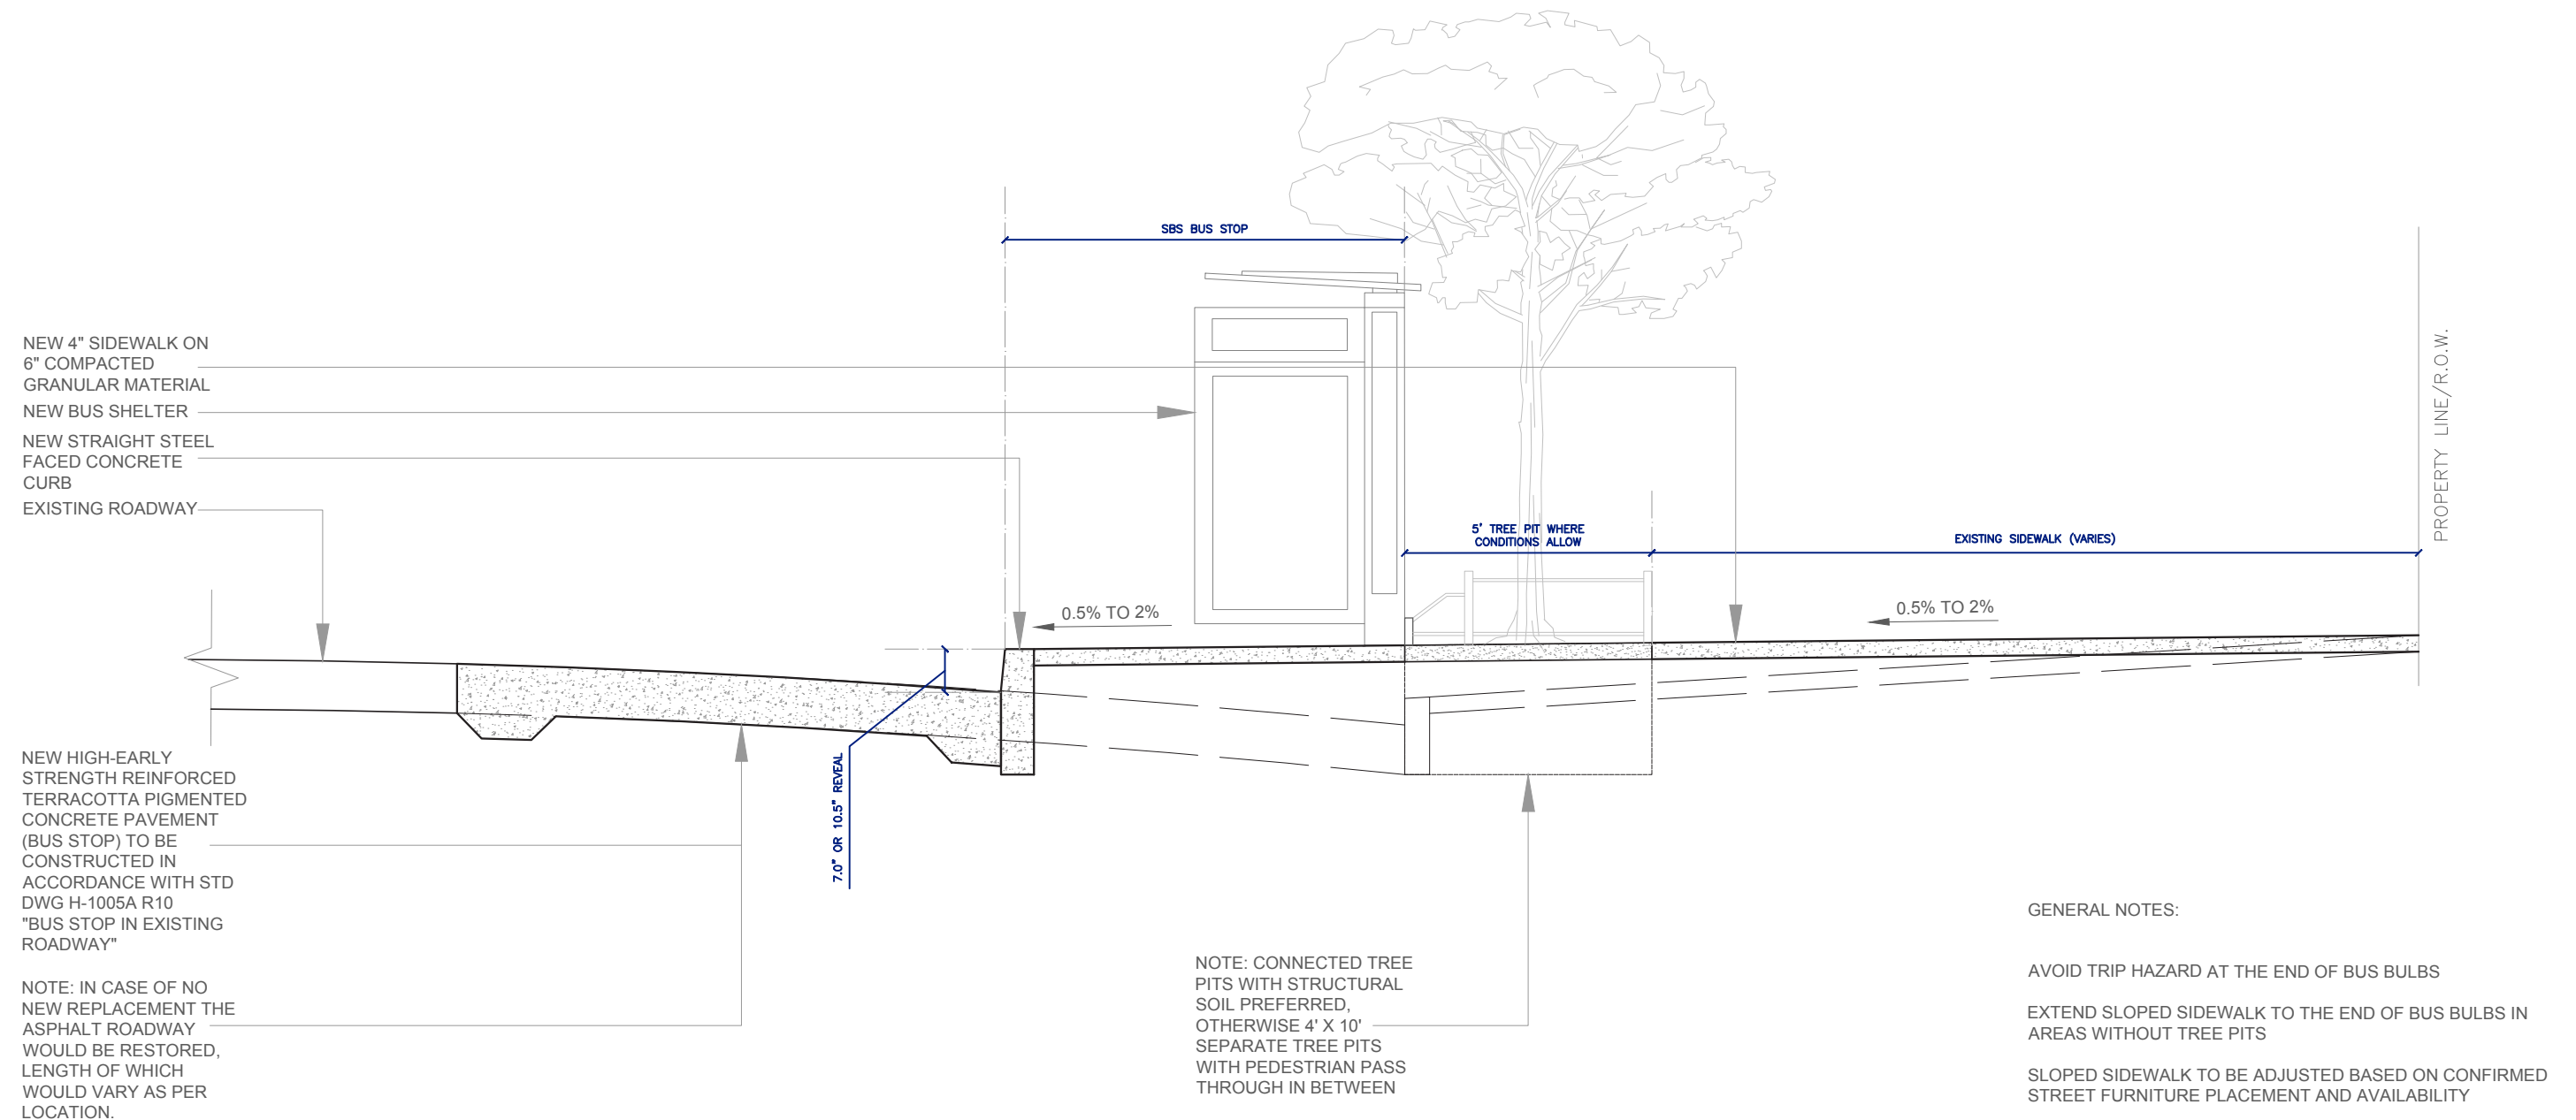 SBS BUS STOP
NEW 4" SIDEWALK ON
6" COMPACTED
GRANULAR MATERIAL
NEW BUS SHELTER
NEW STRAIGHT STEEL
FACED CONCRETE
CURB
EXISTING ROADWAY
PROPERTY LINE/R.O.W.
5' TREE PIT WHERE
CONDITIONS ALLOW
EXISTING SIDEWALK (VARIES)
0.5% TO 2%
0.5% TO 2%
7.0" OR 10.5" REVEAL
NEW HIGH-EARLY
STRENGTH REINFORCED
TERRACOTTA PIGMENTED
CONCRETE PAVEMENT
(BUS STOP) TO BE
CONSTRUCTED IN
ACCORDANCE WITH STD
DWG H-1005A R10
"BUS STOP IN EXISTING
ROADWAY"
NOTE: IN CASE OF NO
NEW REPLACEMENT THE
ASPHALT ROADWAY
WOULD BE RESTORED,
LENGTH OF WHICH
WOULD VARY AS PER
LOCATION.
NOTE: CONNECTED TREE
PITS WITH STRUCTURAL
SOIL PREFERRED,
OTHERWISE 4' X 10'
SEPARATE TREE PITS
WITH PEDESTRIAN PASS
THROUGH IN BETWEEN
GENERAL NOTES:
AVOID TRIP HAZARD AT THE END OF BUS BULBS
EXTEND SLOPED SIDEWALK TO THE END OF BUS BULBS IN
AREAS WITHOUT TREE PITS
SLOPED SIDEWALK TO BE ADJUSTED BASED ON CONFIRMED
STREET FURNITURE PLACEMENT AND AVAILABILITY